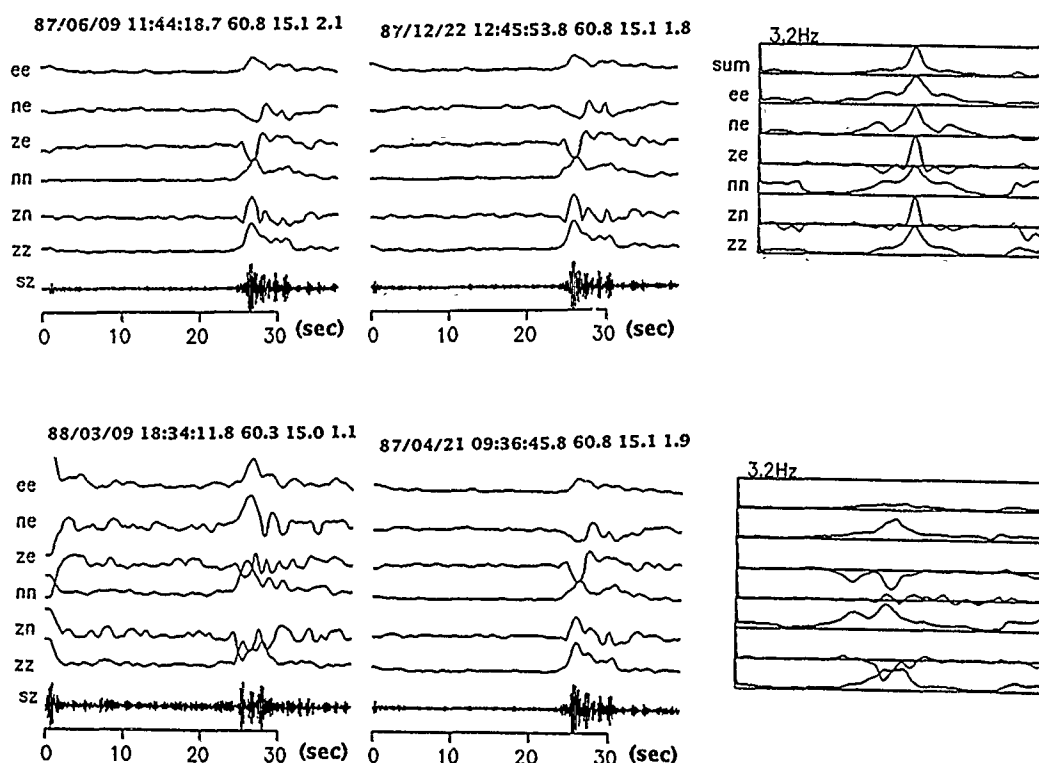 87/06/09 11:44:18.7 60.8 15.1 2.1
ee
ne
ze
nn
zn
zz
sz
0 10 20 30 (sec)
87/12/22 12:45:53.8 60.8 15.1 1.8
0 10 20 30 (sec)
3.2Hz
sum
ee
ne
ze
nn
zn
zz
88/03/09 18:34:11.8 60.3 15.0 1.1
ee
ne
ze
nn
zn
zz
sz
0 10 20 30 (sec)
87/04/21 09:36:45.8 60.8 15.1 1.9
0 10 20 30 (sec)
3.2Hz